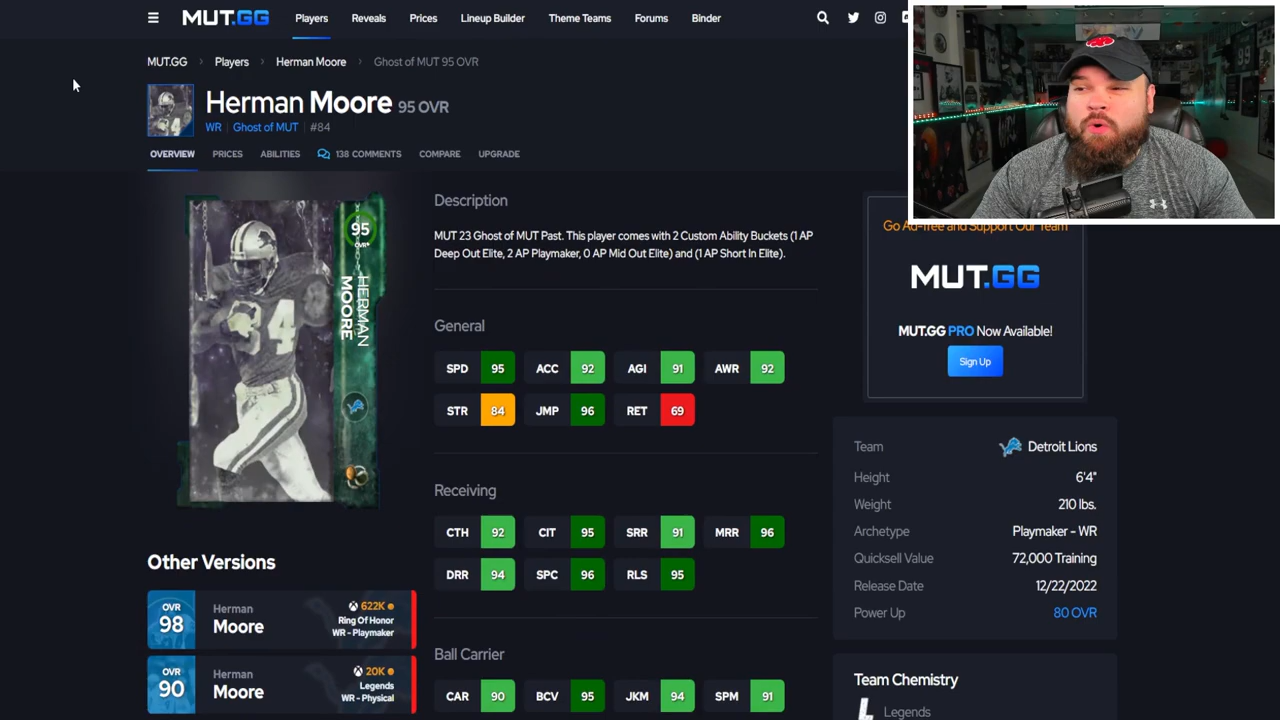 MUT.GG
Players
Reveals
Prices
Lineup Builder
Theme Teams
Forums
Binder
MUT.GG > Players > Herman Moore > Ghost of MUT 95 OVR
Herman Moore 95 OVR
WR | Ghost of MUT | #84
OVERVIEW
PRICES
ABILITIES
138 COMMENTS
COMPARE
UPGRADE
95
OVR
HERMAN
MOORE
34
Description
MUT 23 Ghost of MUT Past. This player comes with 2 Custom Ability Buckets (1 AP
Deep Out Elite, 2 AP Playmaker, 0 AP Mid Out Elite) and (1 AP Short In Elite).
General
SPD 95 ACC 92 AGI 91 AWR 92
STR 84 JMP 96 RET 69
Receiving
CTH 92 CIT 95 SRR 91 MRR 96
DRR 94 SPC 96 RLS 95
Ball Carrier
CAR 90 BCV 95 JKM 94 SPM 91
Other Versions
OVR
98
Herman
Moore
622K
Ring Of Honor
WR - Playmaker
OVR
90
Herman
Moore
20K
Legends
WR - Physical
Go Ad-free and Support Our Team
MUT.GG
MUT.GG PRO Now Available!
Sign Up
Team Detroit Lions
Height 6'4"
Weight 210 lbs.
Archetype Playmaker - WR
Quicksell Value 72,000 Training
Release Date 12/22/2022
Power Up 80 OVR
Team Chemistry
Legends
99